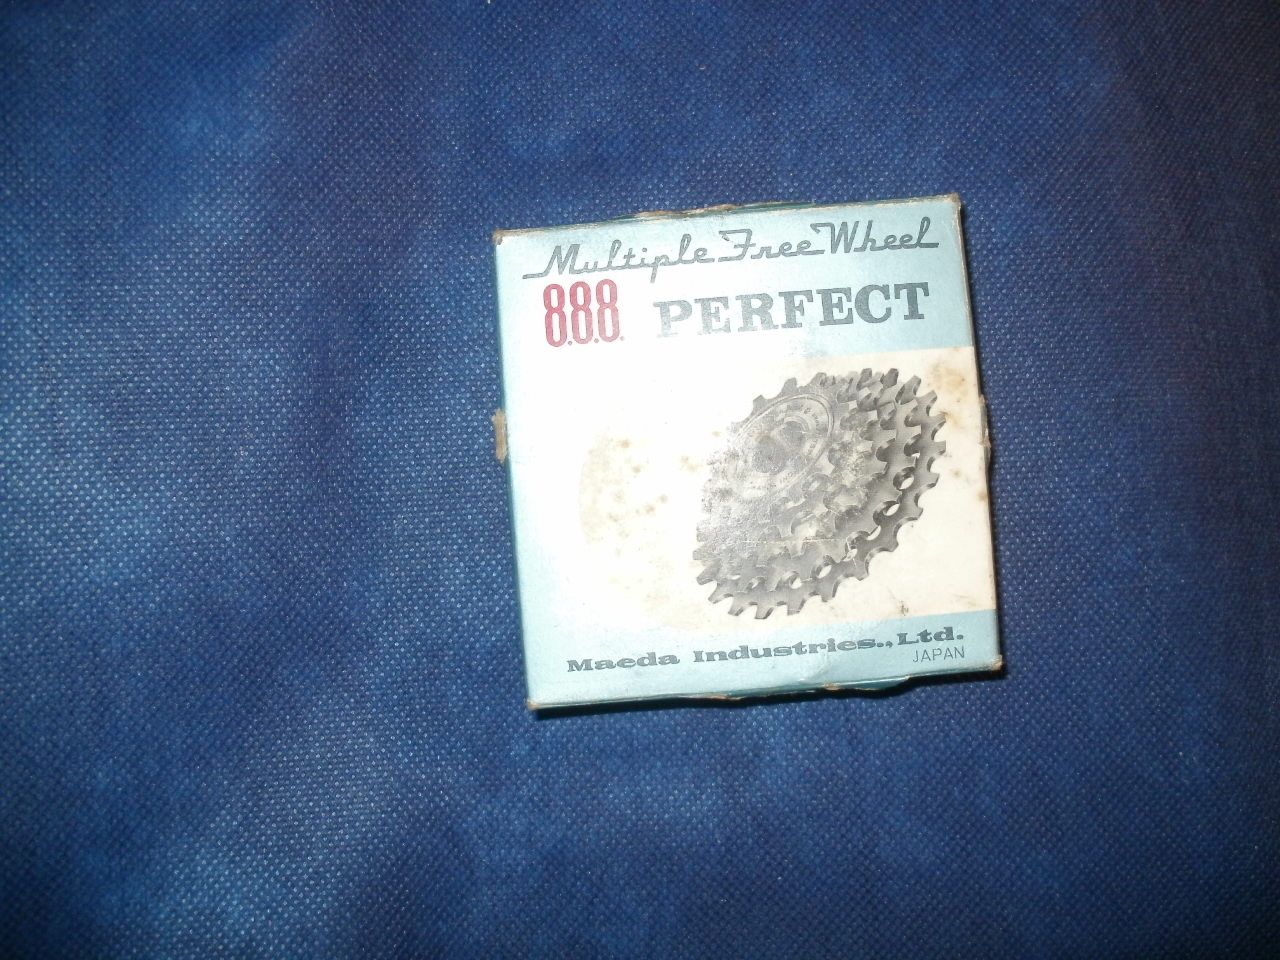 Multiple Free Wheel
8.8.8. PERFECT
Maeda Industries., Ltd.
JAPAN